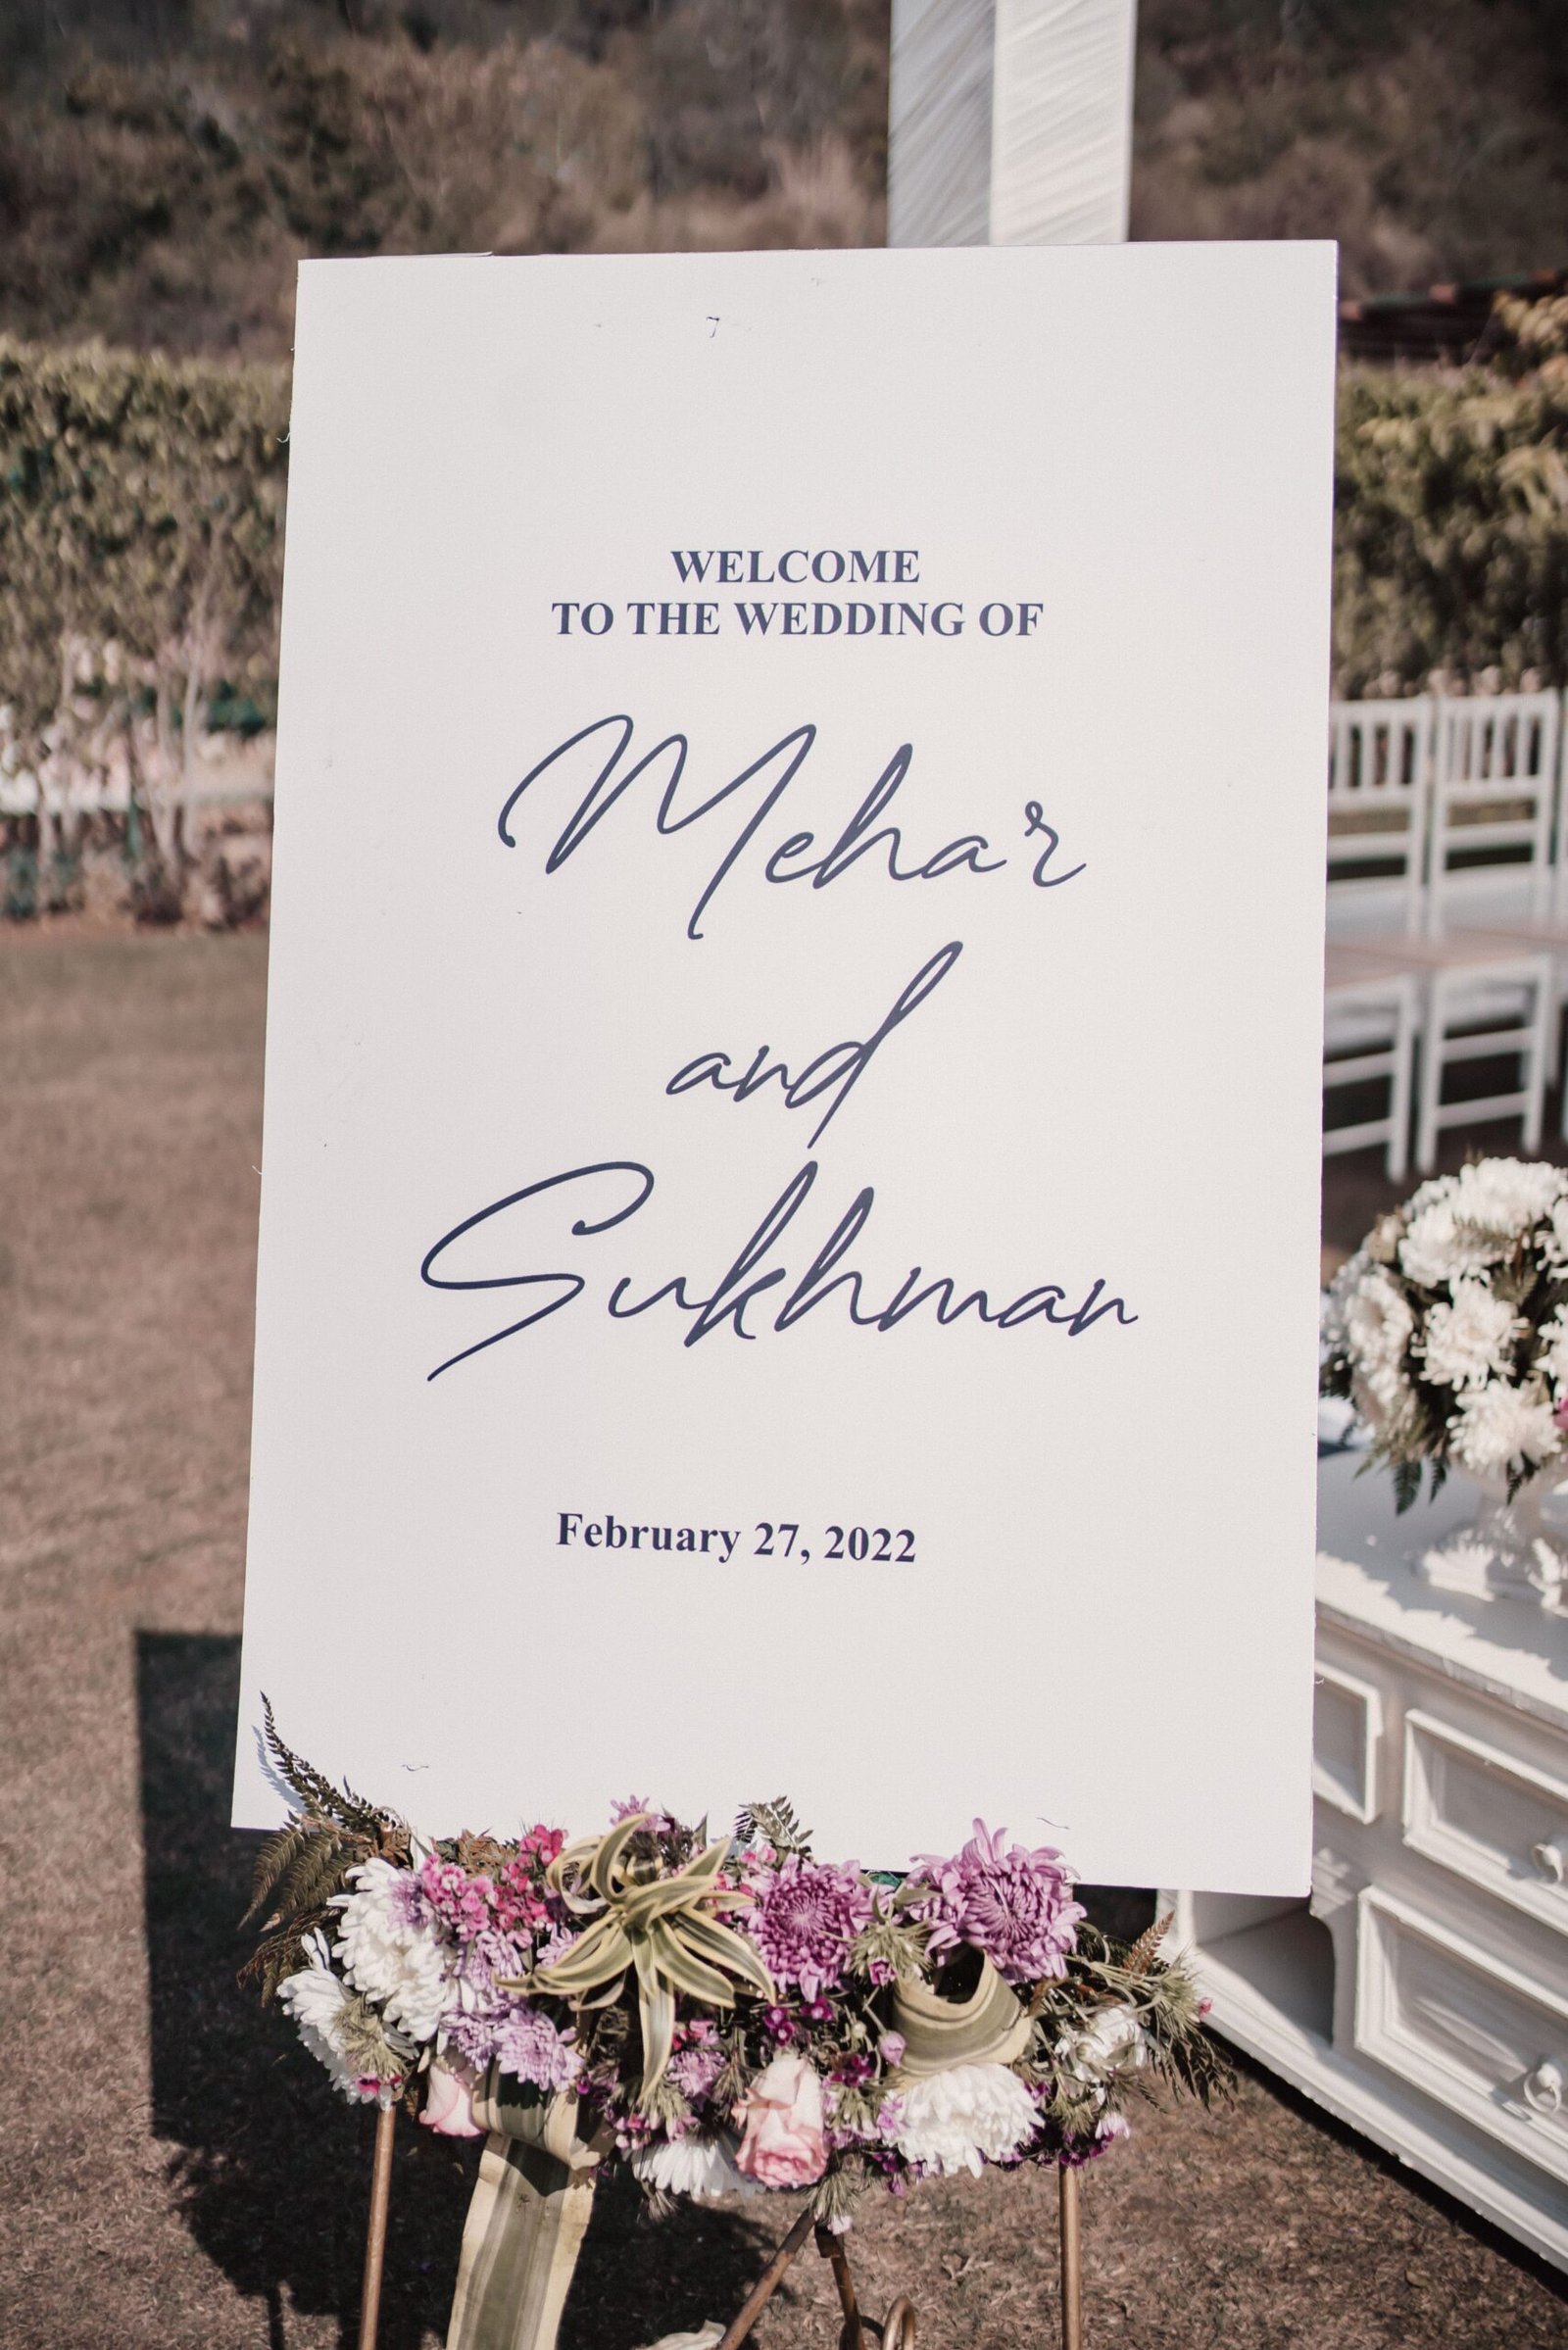 WELCOME
TO THE WEDDING OF
Mehar
and
Sukhman
February 27, 2022